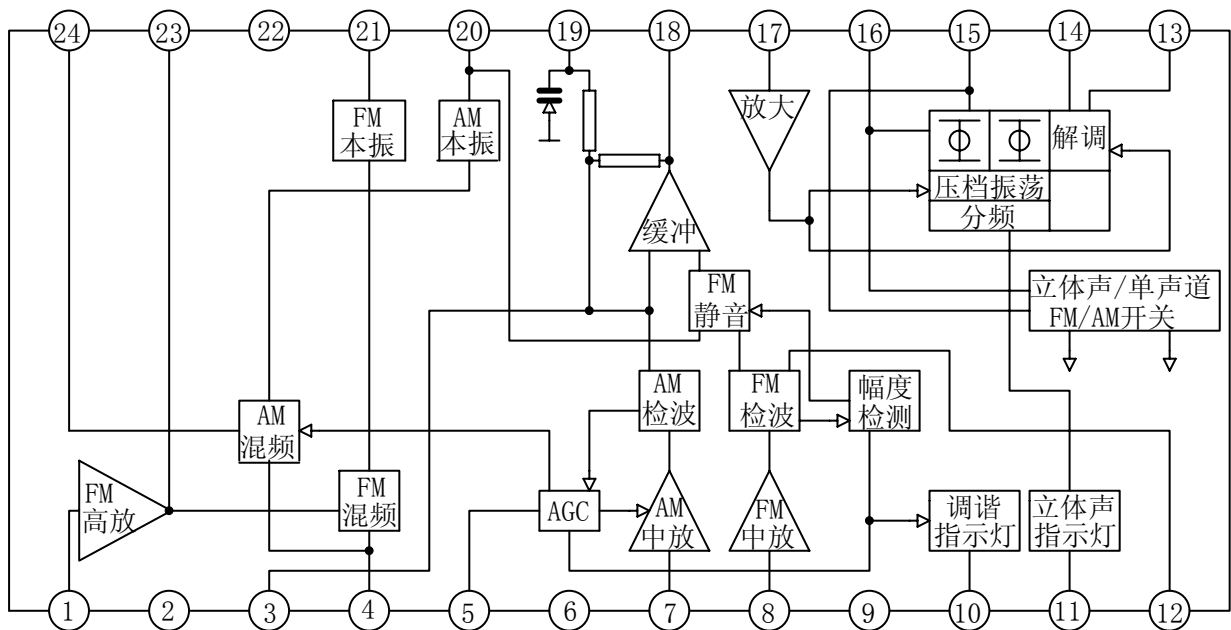 24 23 22 21 20 19 18 17 16 15 14 13
FM
本振
AM
本振
放大
解调
压档振荡
分频
缓冲
FM
静音
立体声/单声道
FM/AM开关
AM
检波
FM
检波
幅度
检测
AM
混频
FM
高放
FM
混频
AGC
AM
中放
FM
中放
调谐
指示灯
立体声
指示灯
1 2 3 4 5 6 7 8 9 10 11 12